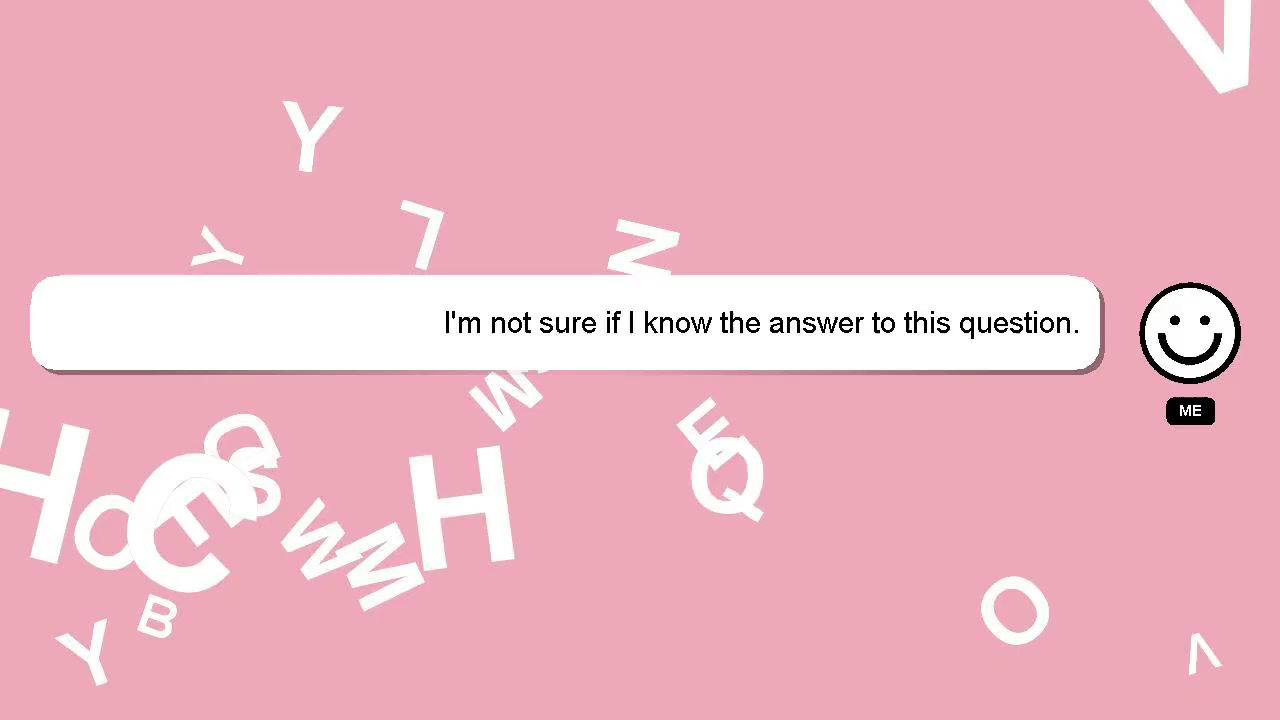 V
Y
L
Y
N
I'm not sure if I know the answer to this question.
ME
W
E
Q
H
O
C
S
W
M
H
B
Y
O
V